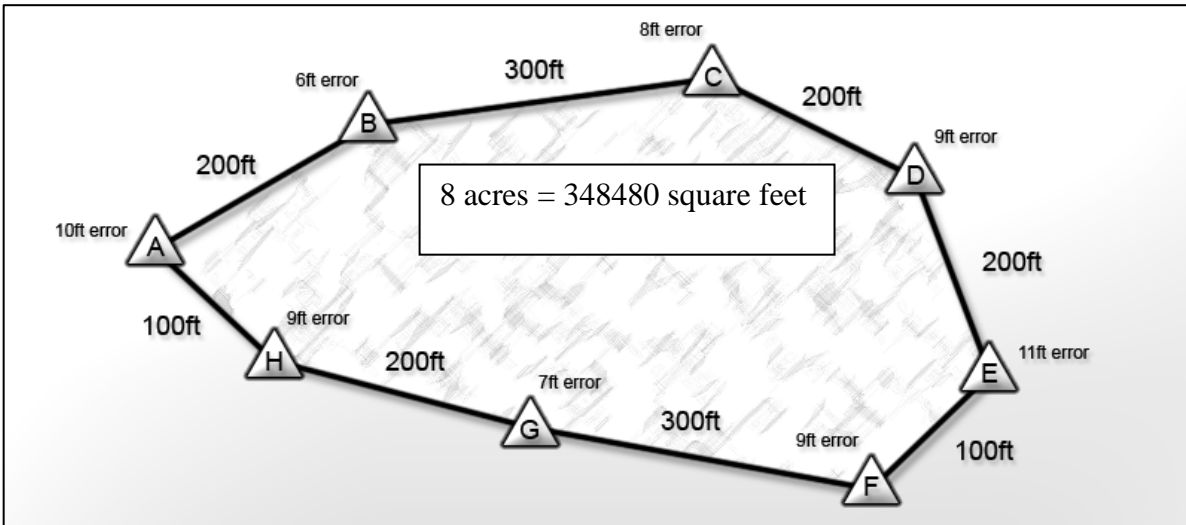 8ft error
300ft
C
6ft error
200ft
B
9ft error
D
200ft
8 acres = 348480 square feet
10ft error
A
200ft
100ft
9ft error
H
200ft
7ft error
G
300ft
11ft error
E
9ft error
100ft
F